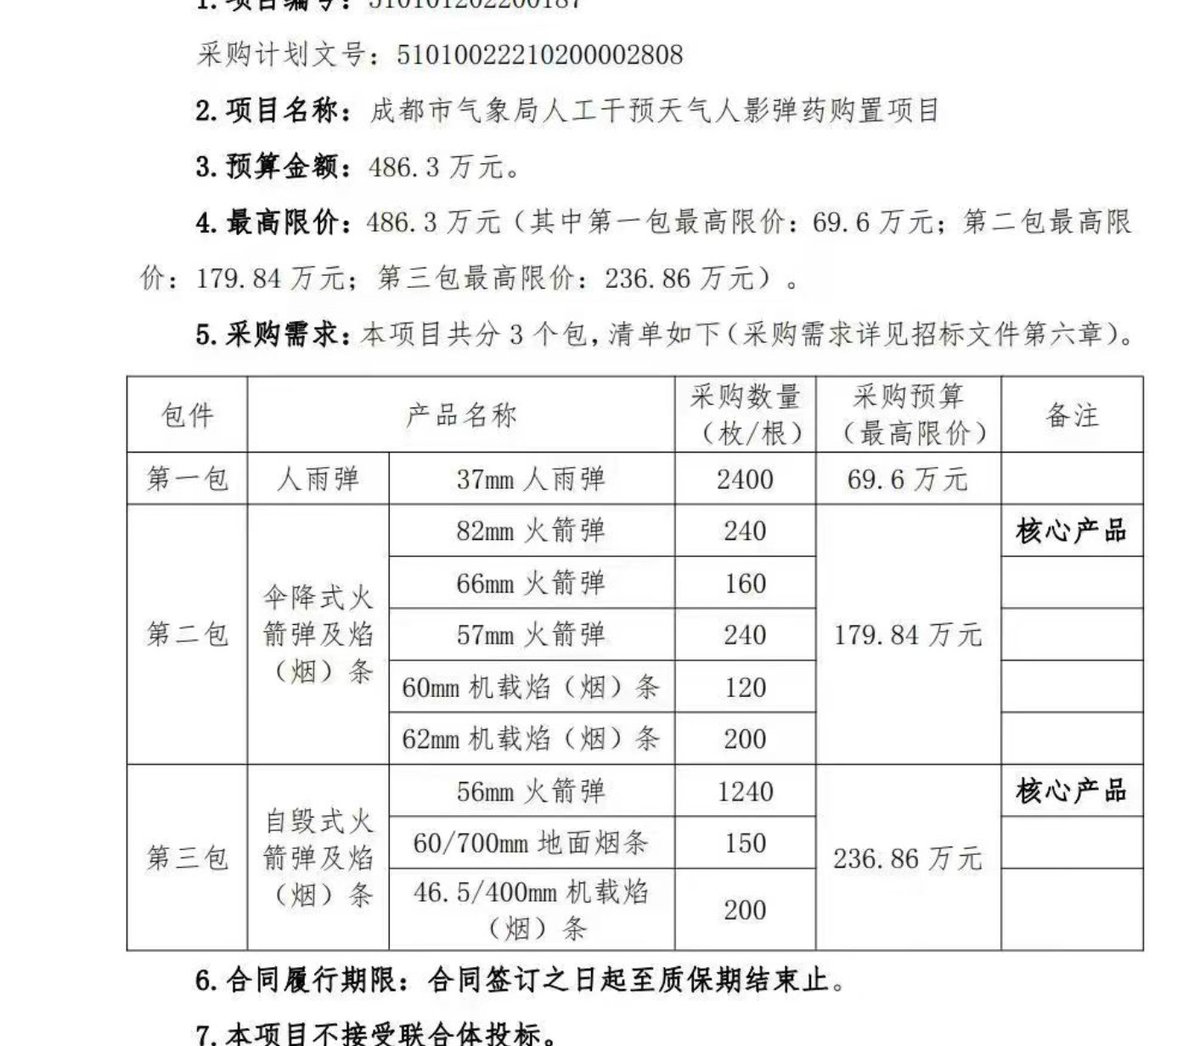 1.项目编号：510101202200187
采购计划文号：51010022210200002808
2.项目名称：成都市气象局人工干预天气人影弹药购置项目
3.预算金额：486.3 万元。
4.最高限价：486.3 万元（其中第一包最高限价：69.6 万元；第二包最高限
价：179.84 万元；第三包最高限价：236.86 万元）。
5.采购需求：本项目共分 3 个包，清单如下（采购需求详见招标文件第六章）。
包件 产品名称 采购数量（枚/根） 采购预算（最高限价） 备注
第一包 人雨弹 37mm 人雨弹 2400 69.6 万元
第二包 伞降式火箭弹及焰（烟）条 82mm 火箭弹 240 179.84 万元 核心产品
66mm 火箭弹 160
57mm 火箭弹 240
60mm 机载焰（烟）条 120
62mm 机载焰（烟）条 200
第三包 自毁式火箭弹及焰（烟）条 56mm 火箭弹 1240 236.86 万元 核心产品
60/700mm 地面烟条 150
46.5/400mm 机载焰（烟）条 200
6.合同履行期限：合同签订之日起至质保期结束止。
7.本项目不接受联合体投标。